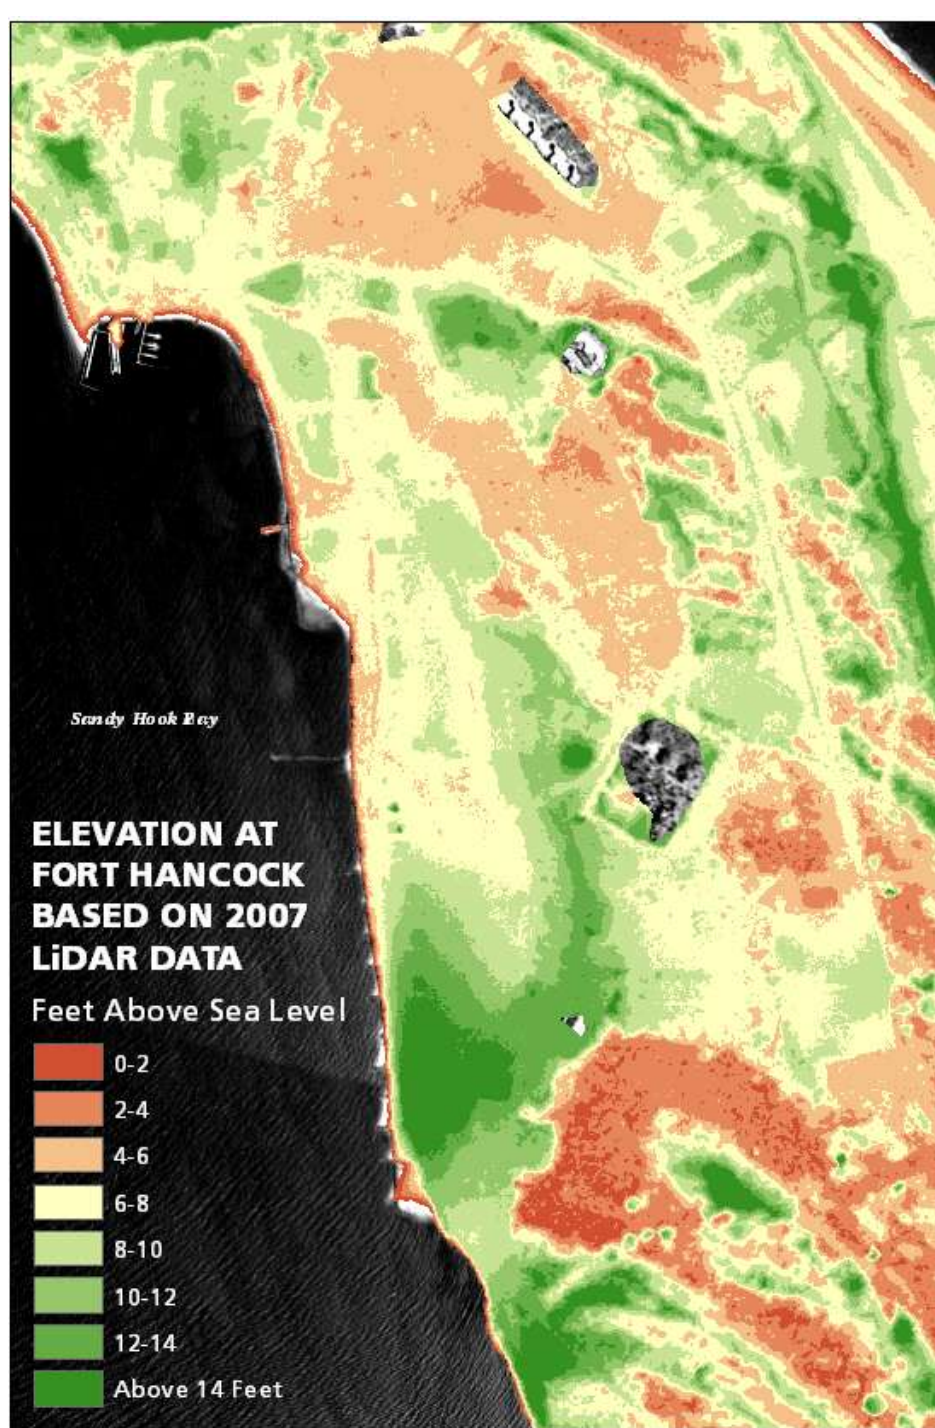 Sandy Hook Bay
ELEVATION AT
FORT HANCOCK
BASED ON 2007
LiDAR DATA
Feet Above Sea Level
0-2
2-4
4-6
6-8
8-10
10-12
12-14
Above 14 Feet